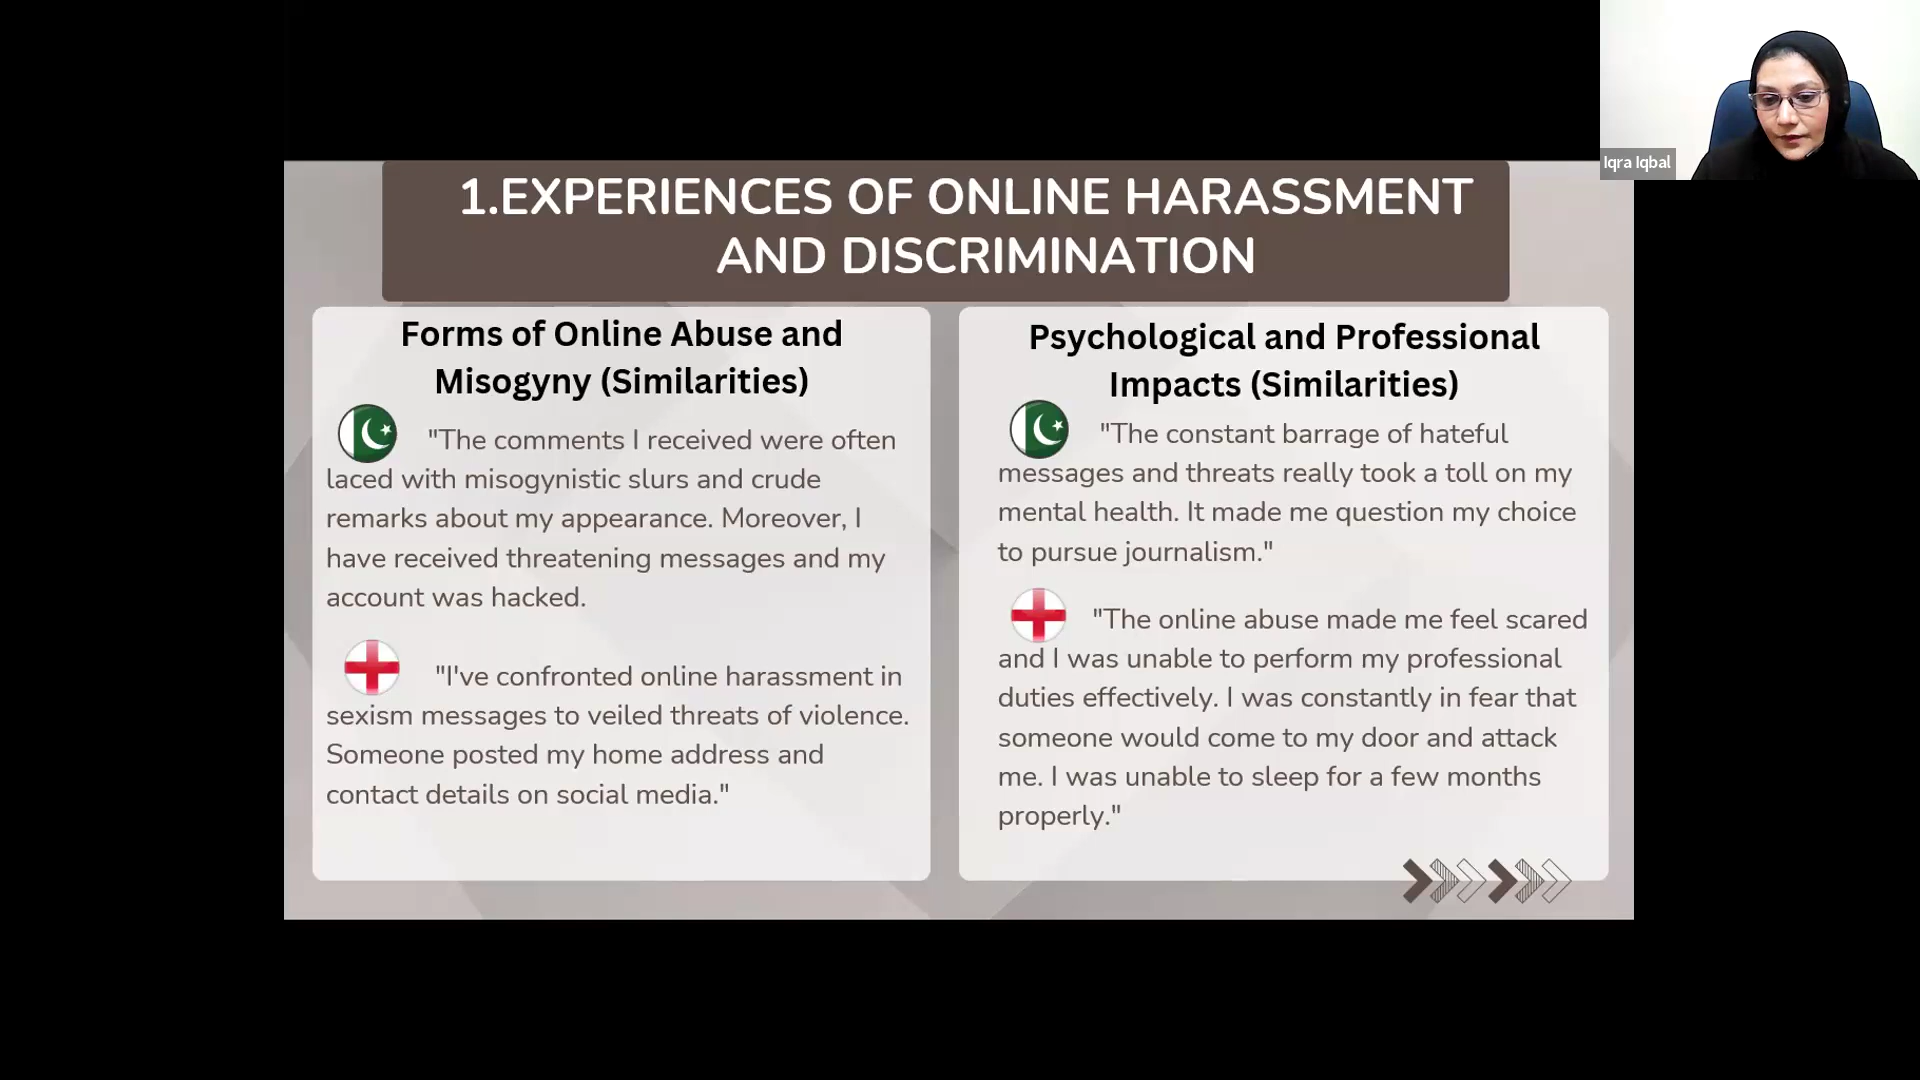 Iqra Iqbal
1.EXPERIENCES OF ONLINE HARASSMENT
AND DISCRIMINATION
Forms of Online Abuse and
Misogyny (Similarities)
"The comments I received were often
laced with misogynistic slurs and crude
remarks about my appearance. Moreover, I
have received threatening messages and my
account was hacked.
"I've confronted online harassment in
sexism messages to veiled threats of violence.
Someone posted my home address and
contact details on social media."
Psychological and Professional
Impacts (Similarities)
"The constant barrage of hateful
messages and threats really took a toll on my
mental health. It made me question my choice
to pursue journalism."
"The online abuse made me feel scared
and I was unable to perform my professional
duties effectively. I was constantly in fear that
someone would come to my door and attack
me. I was unable to sleep for a few months
properly."